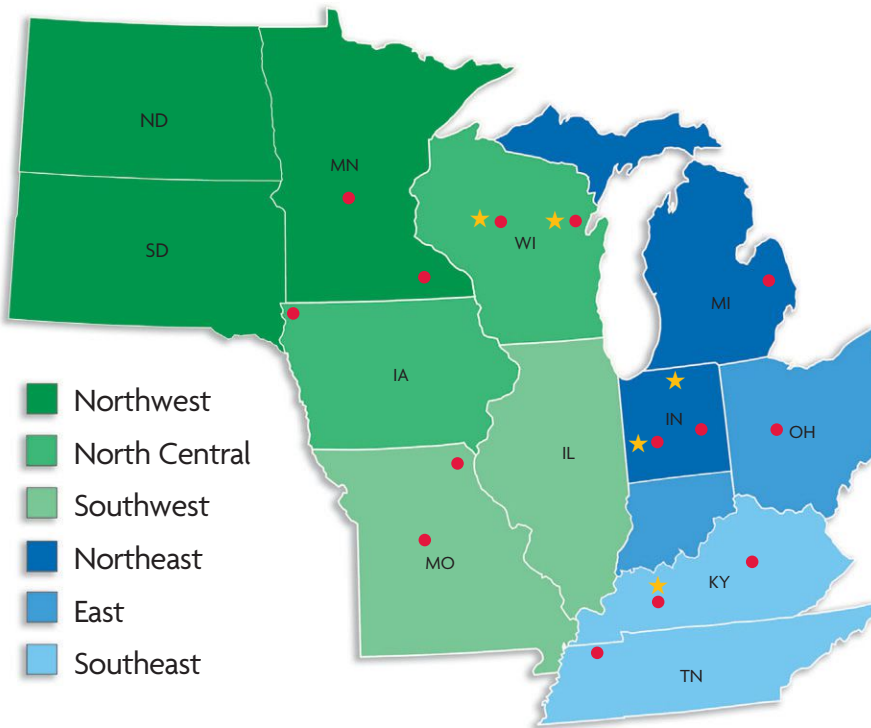 ND
MN
WI
SD
MI
IA
IN
OH
IL
MO
KY
TN
Northwest
North Central
Southwest
Northeast
East
Southeast